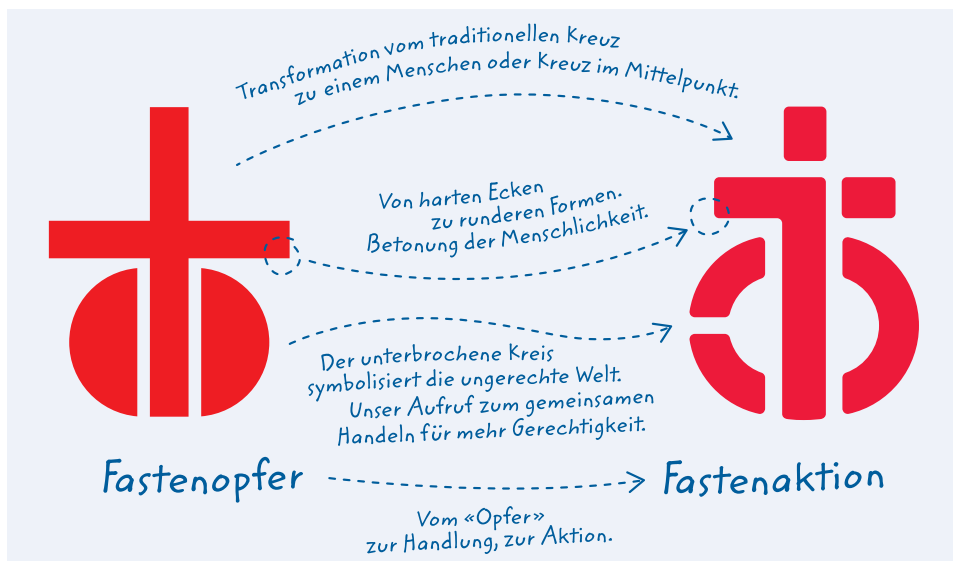 Transformation vom traditionellen Kreuz
zu einem Menschen oder Kreuz im Mittelpunkt.
Von harten Ecken
zu runderen Formen.
Betonung der Menschlichkeit.
Der unterbrochene Kreis
symbolisiert die ungerechte Welt.
Unser Aufruf zum gemeinsamen
Handeln für mehr Gerechtigkeit.
Fastenopfer
Fastenaktion
Vom «Opfer»
zur Handlung, zur Aktion.